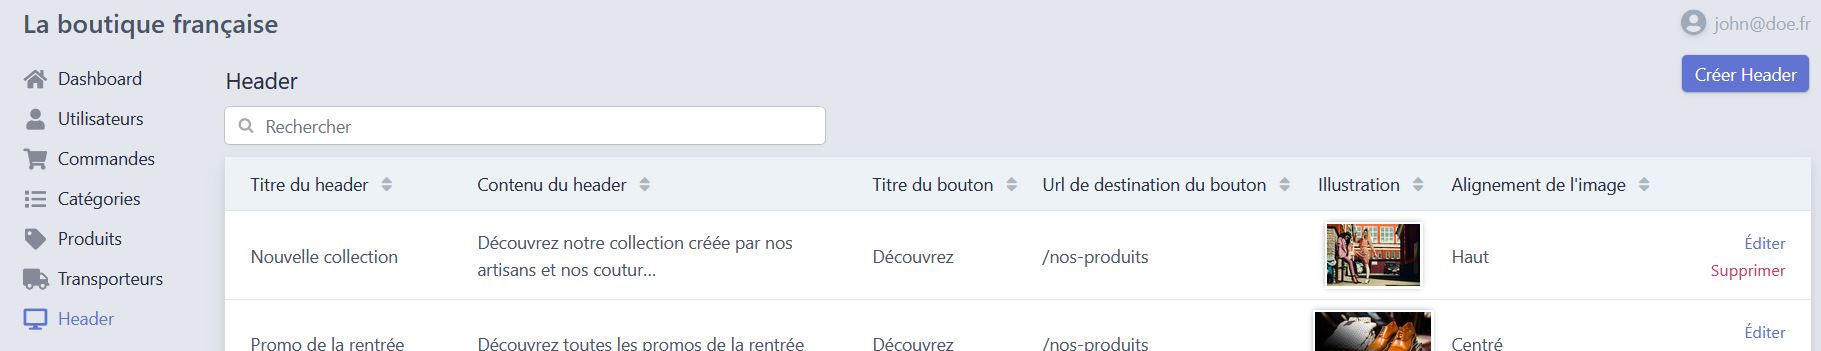 La boutique française
john@doe.fr
Dashboard
Utilisateurs
Commandes
Catégories
Produits
Transporteurs
Header
Header
Créer Header
Rechercher
Titre du header Contenu du header Titre du bouton Url de destination du bouton Illustration Alignement de l'image
Nouvelle collection Découvrez notre collection créée par nos Découvrez /nos-produits Haut Éditer
artisans et nos coutur... Supprimer
Promo de la rentrée Découvrez toutes les promos de la rentrée Découvrez /nos-produits Centré Éditer